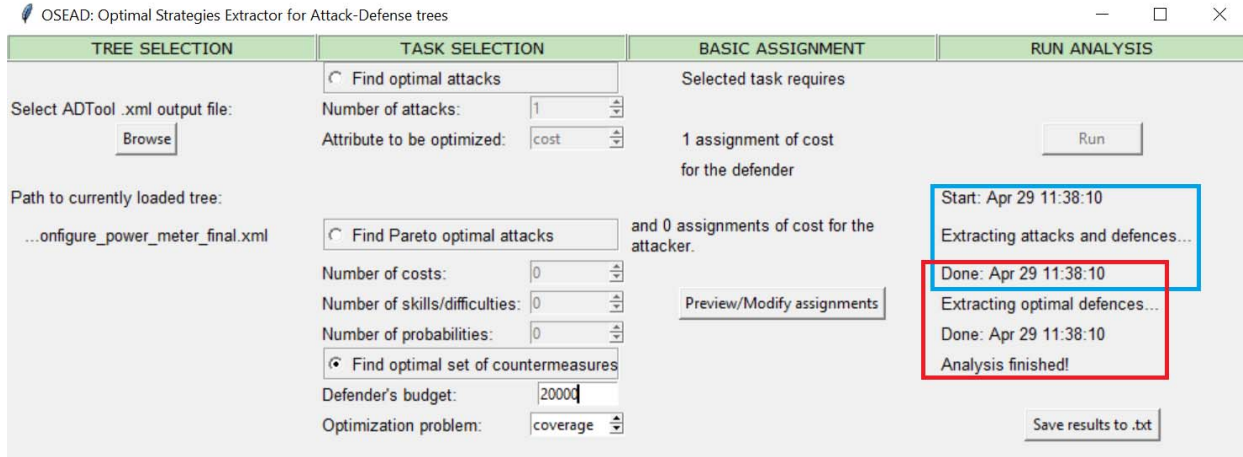 OSEAD: Optimal Strategies Extractor for Attack-Defense trees
TREE SELECTION
TASK SELECTION
BASIC ASSIGNMENT
RUN ANALYSIS
Select ADTool .xml output file:
Browse
Path to currently loaded tree:
...onfigure_power_meter_final.xml
Find optimal attacks
Number of attacks: 1
Attribute to be optimized: cost
Find Pareto optimal attacks
Number of costs: 0
Number of skills/difficulties: 0
Number of probabilities: 0
Find optimal set of countermeasures
Defender's budget: 20000
Optimization problem: coverage
Selected task requires
1 assignment of cost
for the defender
and 0 assignments of cost for the
attacker.
Preview/Modify assignments
Run
Start: Apr 29 11:38:10
Extracting attacks and defences...
Done: Apr 29 11:38:10
Extracting optimal defences...
Done: Apr 29 11:38:10
Analysis finished!
Save results to .txt